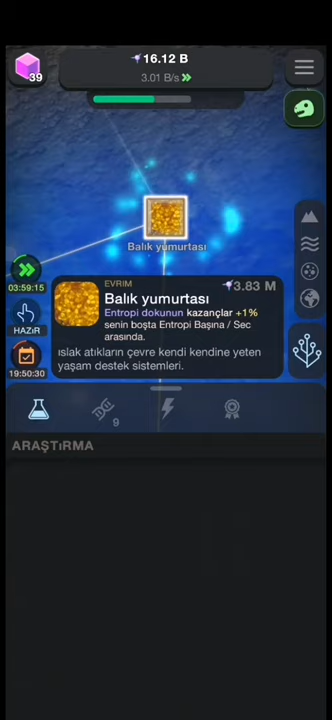 16.12 B
39
3.01 B/s
Balık yumurtası
03:59:15
HAZIR
19:50:30
EVRIM
3.83 M
Balık yumurtası
Entropi dokunun kazançlar +1%
senin boşta Entropi Başına / Sec
arasında.
ıslak atıkların çevre kendi kendine yeten
yaşam destek sistemleri.
9
ARAŞTıRMA